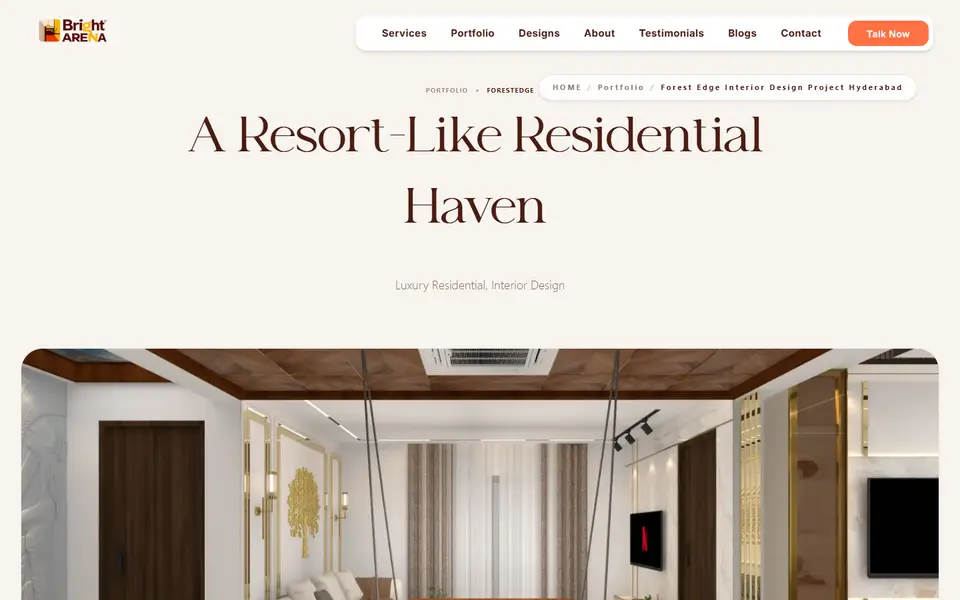 Bright
ARENA
Services
Portfolio
Designs
About
Testimonials
Blogs
Contact
Talk Now
PORTFOLIO • FORESTEDGE
HOME / Portfolio / Forest Edge Interior Design Project Hyderabad
A Resort-Like Residential
Haven
Luxury Residential, Interior Design